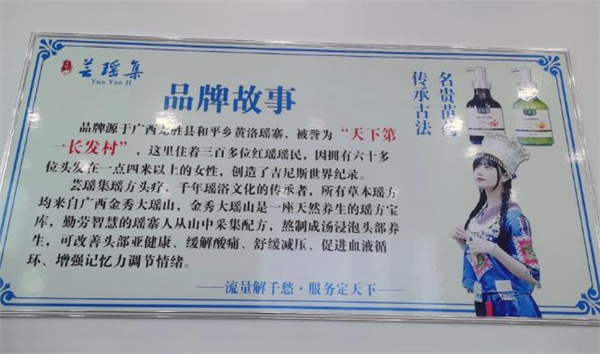 芸瑶集
Yun Yao Ji
品牌故事
品牌源于广西龙胜县和平乡黄洛瑶寨，被誉为“天下第
一长发村”，这里住着三百多位红瑶瑶民，因拥有六十多
位头发在一点四米以上的女性，创造了吉尼斯世界纪录。
芸瑶集瑶方头疗，千年瑶浴文化的传承者，所有草本瑶方
均来自广西金秀大瑶山，金秀大瑶山是一座天然养生的瑶方宝
库，勤劳智慧的瑶寨人从山中采集配方，熬制成汤浸泡头部养
生，可改善头部亚健康、缓解酸痛、舒缓减压、促进血液循
环、增强记忆力调节情绪。
——流量解千愁·服务定天下——
名贵苗
传承古法